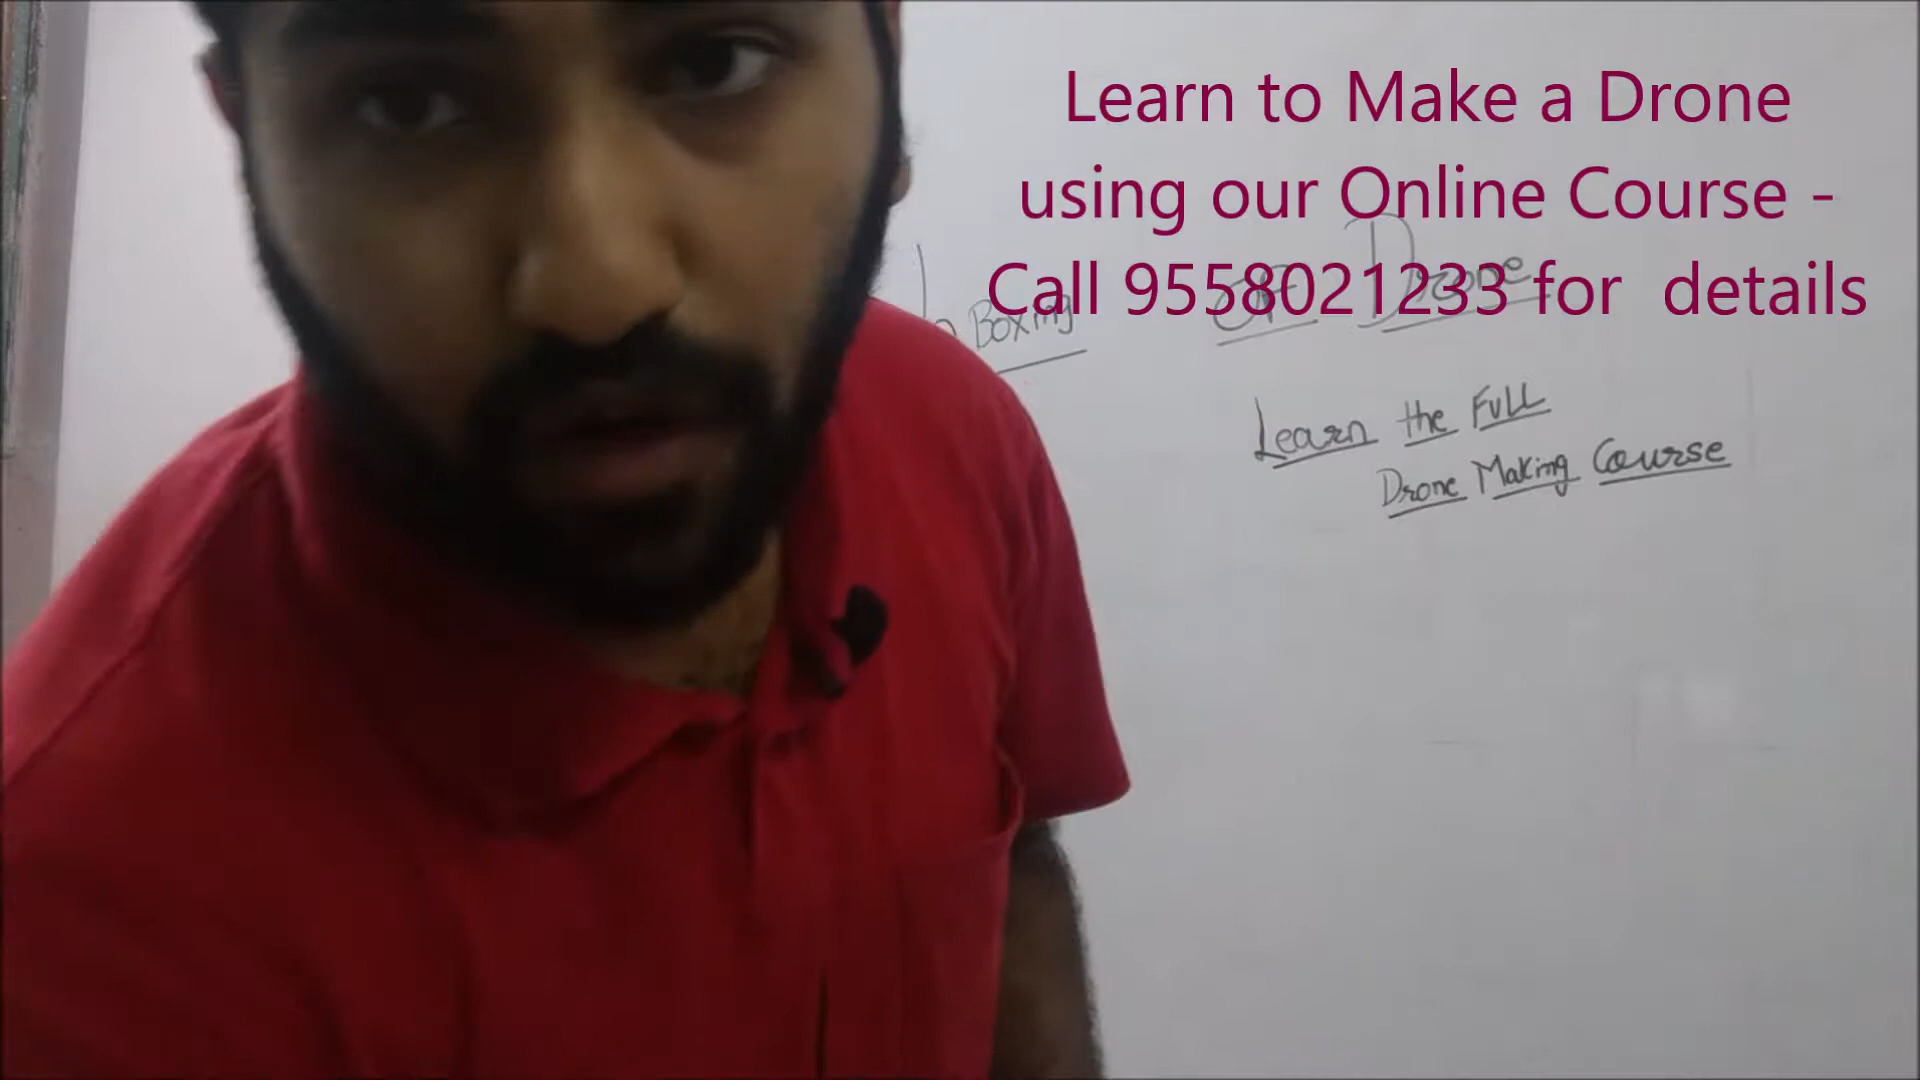 Learn to Make a Drone
using our Online Course -
Call 9558021233 for details
Boxing OF Drone
Learn the FULL
Drone Making Course